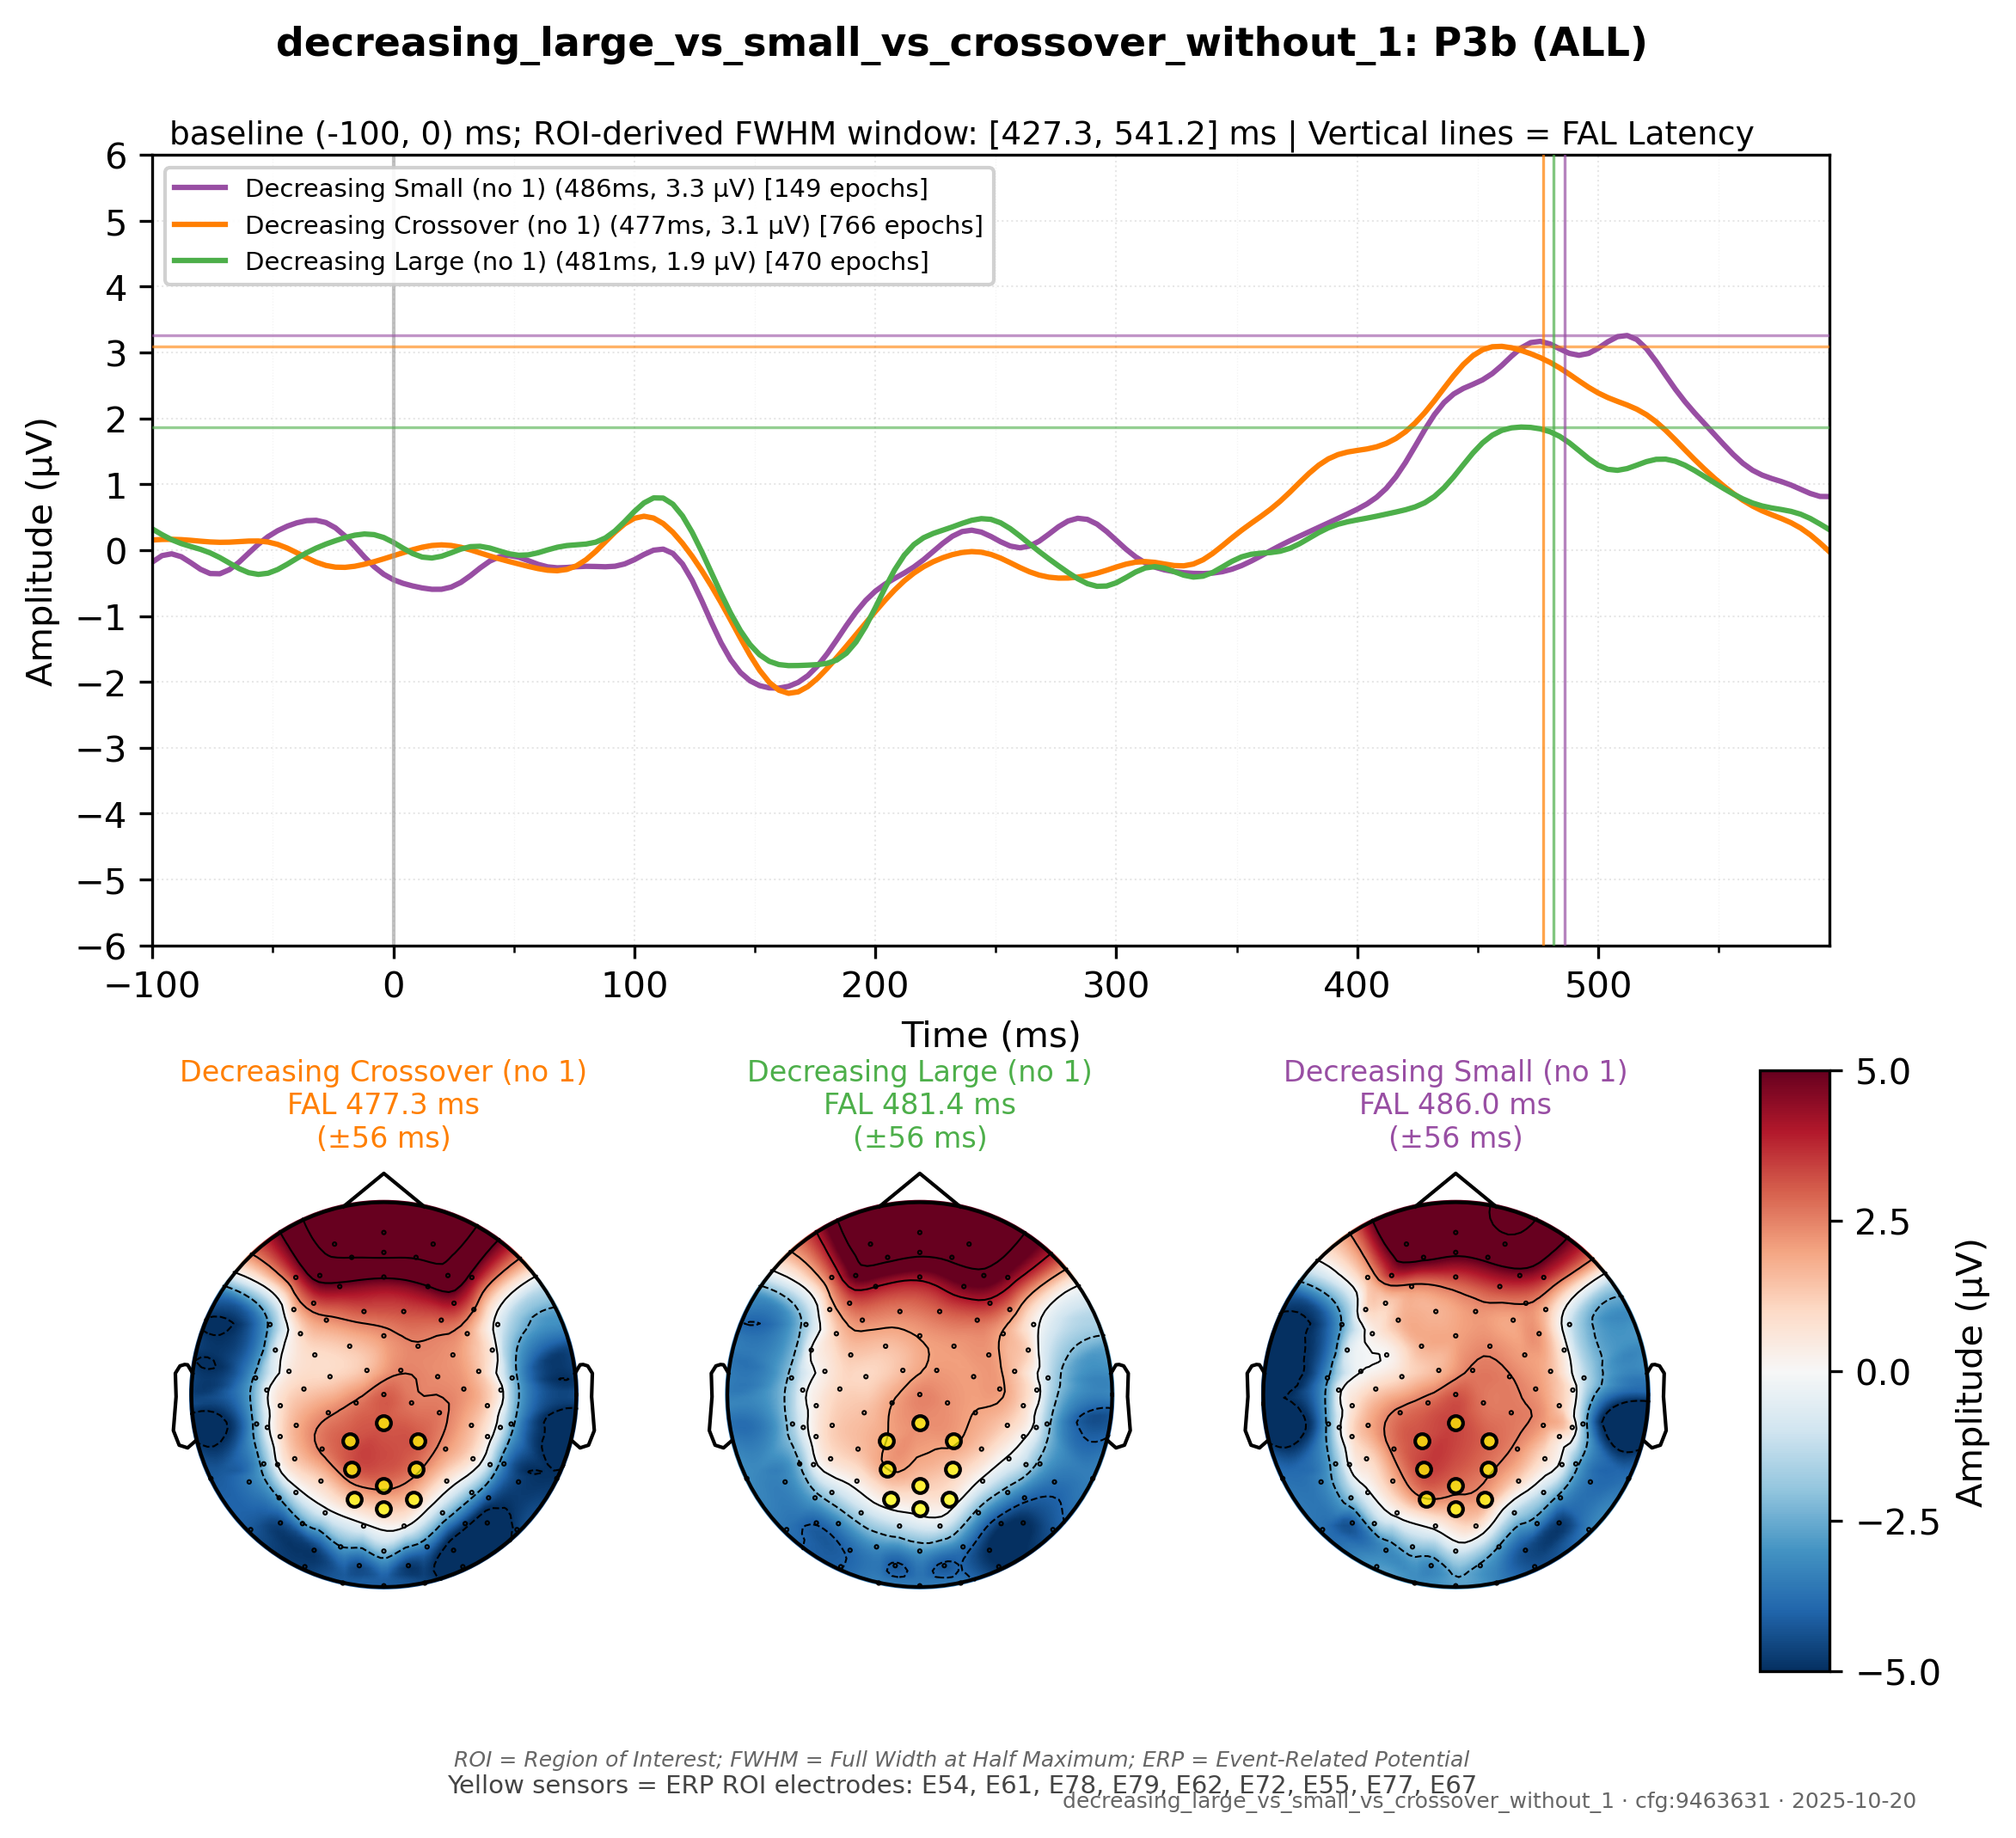 decreasing_large_vs_small_vs_crossover_without_1: P3b (ALL)
baseline (-100, 0) ms; ROI-derived FWHM window: [427.3, 541.2] ms | Vertical lines = FAL Latency
Decreasing Small (no 1) (486ms, 3.3 µV) [149 epochs]
Decreasing Crossover (no 1) (477ms, 3.1 µV) [766 epochs]
Decreasing Large (no 1) (481ms, 1.9 µV) [470 epochs]
6
5
4
3
2
1
0
−1
−2
−3
−4
−5
−6
Amplitude (µV)
−100 0 100 200 300 400 500
Time (ms)
Decreasing Crossover (no 1)
FAL 477.3 ms
(±56 ms)
Decreasing Large (no 1)
FAL 481.4 ms
(±56 ms)
Decreasing Small (no 1)
FAL 486.0 ms
(±56 ms)
5.0
2.5
0.0
−2.5
−5.0
Amplitude (µV)
ROI = Region of Interest; FWHM = Full Width at Half Maximum; ERP = Event-Related Potential
Yellow sensors = ERP ROI electrodes: E54, E61, E78, E79, E62, E72, E55, E77, E67
decreasing_large_vs_small_vs_crossover_without_1 · cfg:9463631 · 2025-10-20